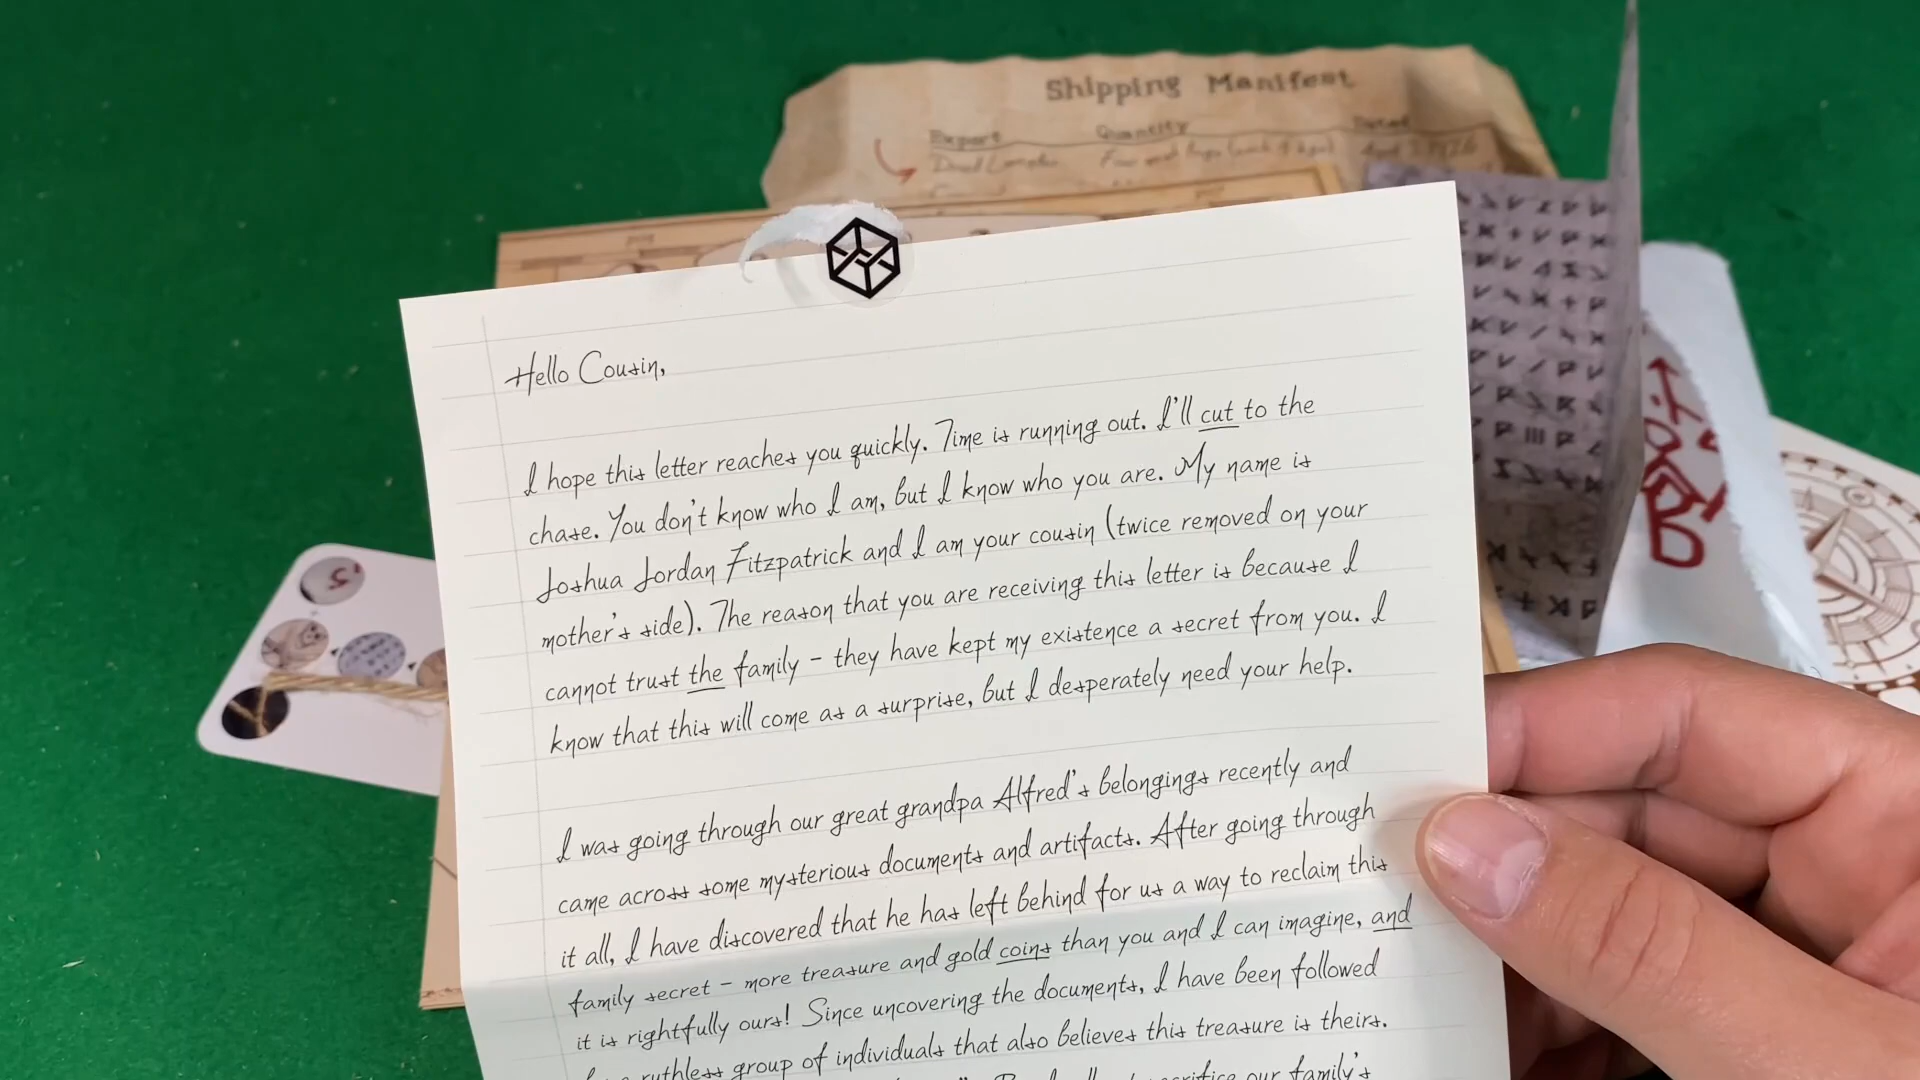 Shipping Manifest
Export Quantity Dated
Hello Cousin,
I hope this letter reaches you quickly. Time is running out. I'll cut to the
chase. You don't know who I am, but I know who you are. My name is
Joshua Jordan Fitzpatrick and I am your cousin (twice removed on your
mother's side). The reason that you are receiving this letter is because I
cannot trust the family - they have kept my existence a secret from you. I
know that this will come as a surprise, but I desperately need your help.
I was going through our great grandpa Alfred's belongings recently and
came across some mysterious documents and artifacts. After going through
it all, I have discovered that he has left behind for us a way to reclaim this
family secret - more treasure and gold coins than you and I can imagine, and
it is rightfully ours! Since uncovering the documents, I have been followed
ruthless group of individuals that also believes this treasure is theirs.
sacrifice our family's